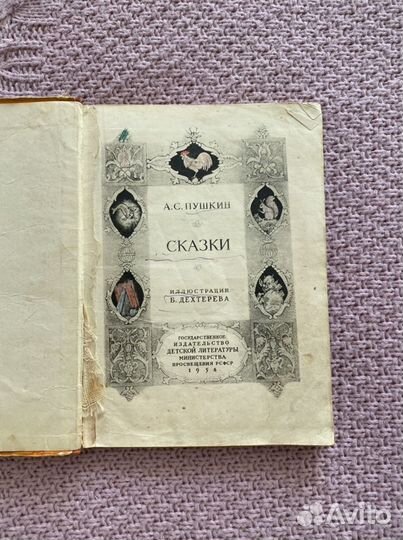 А.С. ПУШКИН
СКАЗКИ
ИЛЛЮСТРАЦИИ
Б. ДЕХТЕРЕВА
ГОСУДАРСТВЕННОЕ
ИЗДАТЕЛЬСТВО
ДЕТСКОЙ ЛИТЕРАТУРЫ
МИНИСТЕРСТВА
ПРОСВЕЩЕНИЯ РСФСР
Avito